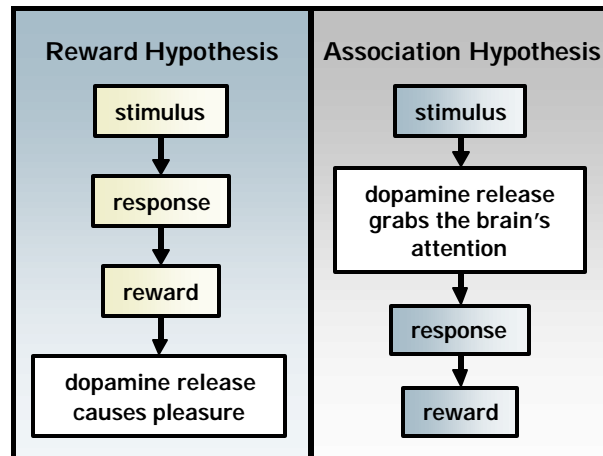 Reward Hypothesis
stimulus
response
reward
dopamine release
causes pleasure
Association Hypothesis
stimulus
dopamine release
grabs the brain's
attention
response
reward